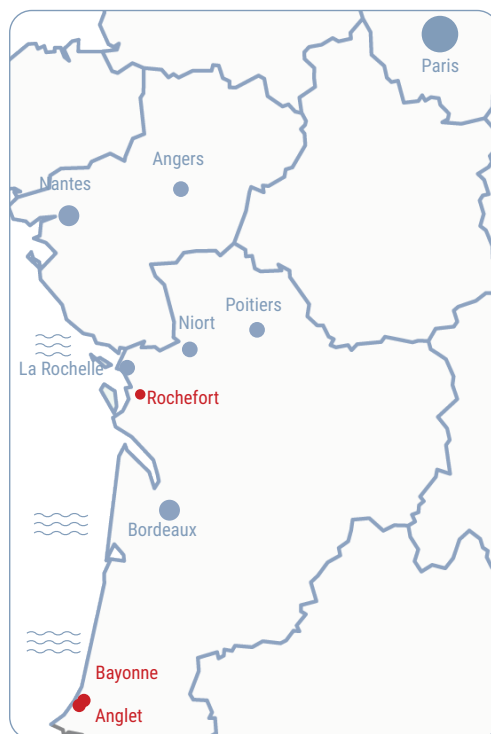 Paris
Angers
Nantes
Poitiers
Niort
La Rochelle
Rochefort
Bordeaux
Bayonne
Anglet